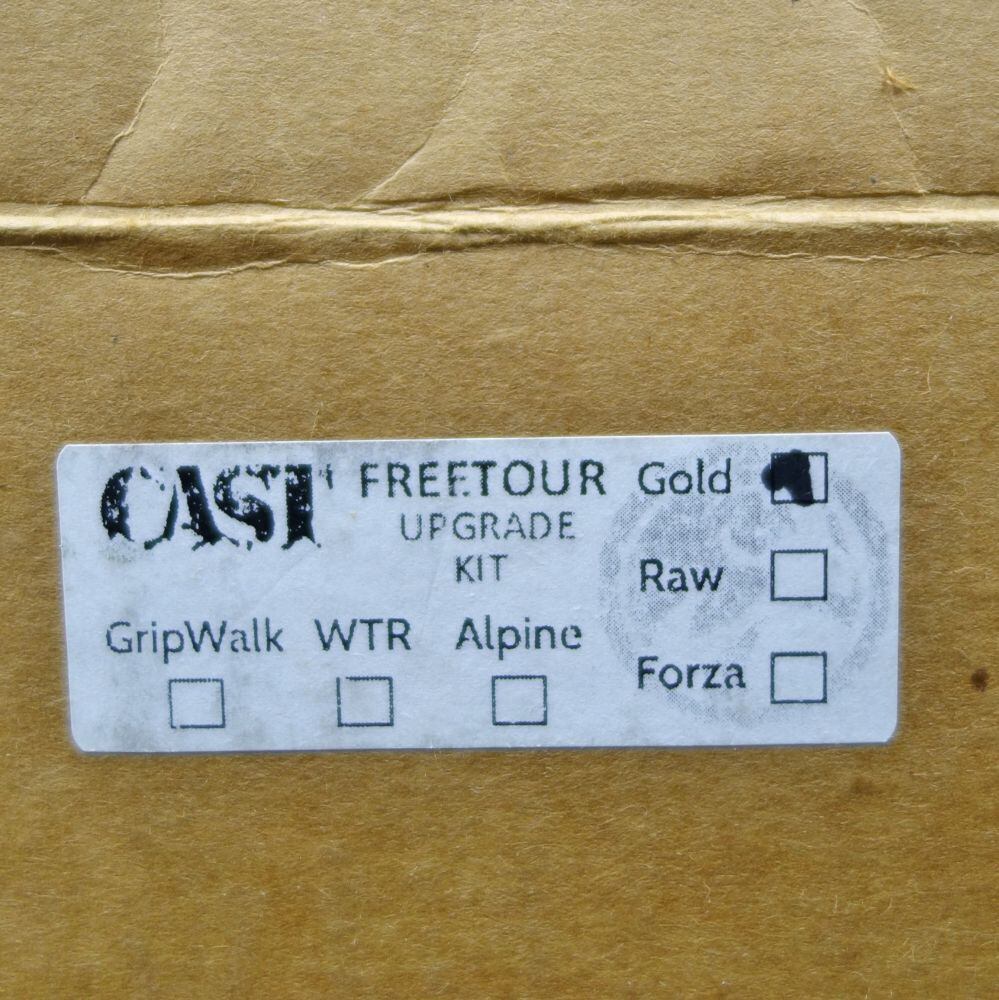 CAST FREETOUR
UPGRADE
KIT
GripWalk WTR Alpine
Gold
Raw
Forza